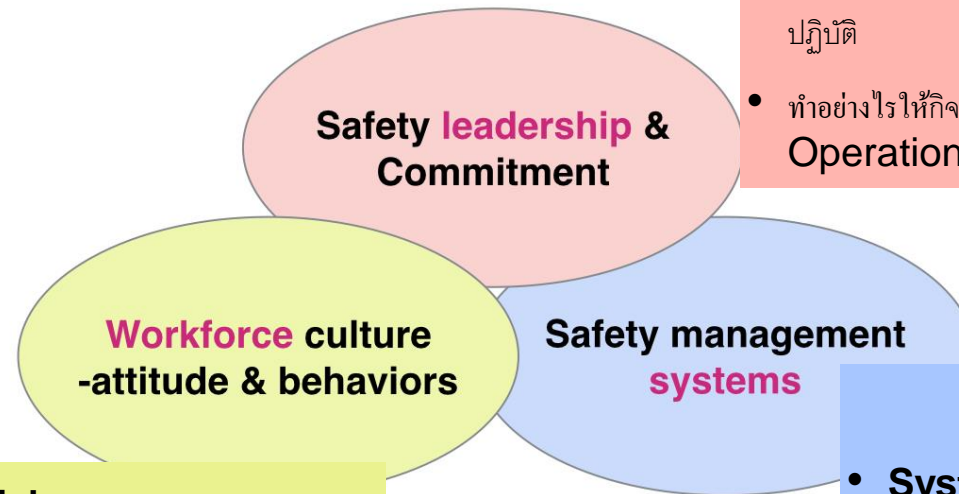 ปฏิบัติ
• ทำอย่างไรให้กิจ
Operation
Safety leadership &
Commitment
Workforce culture
-attitude & behaviors
Safety management
systems
• Syst